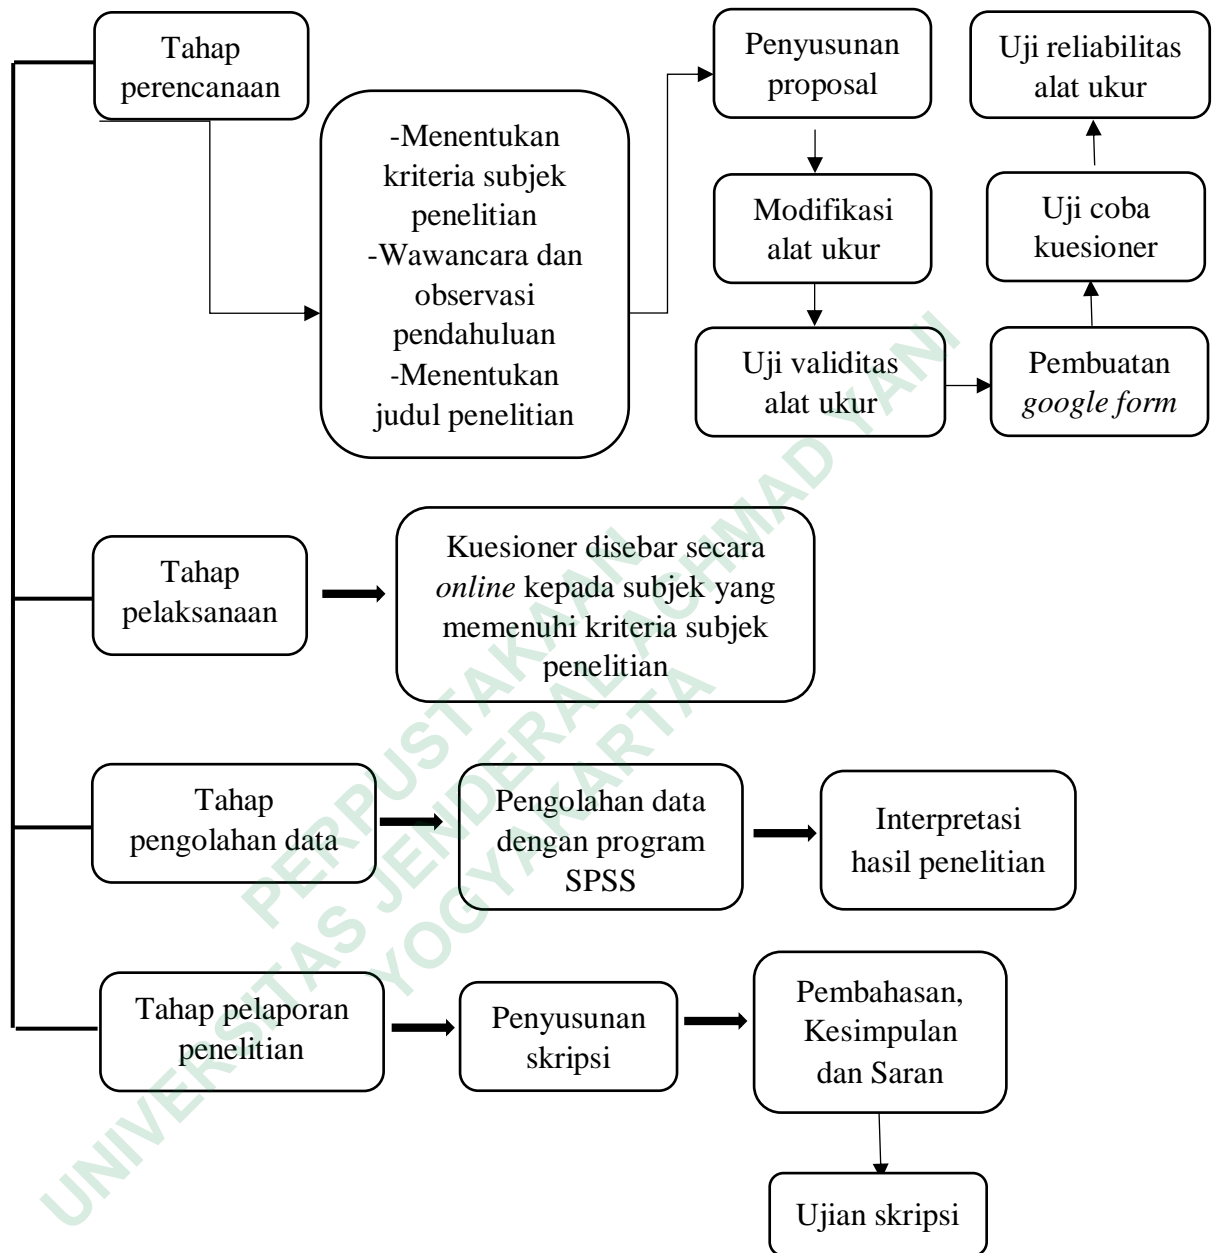 Tahap
perencanaan
-Menentukan
kriteria subjek
penelitian
-Wawancara dan
observasi
pendahuluan
-Menentukan
judul penelitian
Penyusunan
proposal
Modifikasi
alat ukur
Uji validitas
alat ukur
Pembuatan
google form
Uji coba
kuesioner
Uji reliabilitas
alat ukur
Tahap
pelaksanaan
Kuesioner disebar secara
online kepada subjek yang
memenuhi kriteria subjek
penelitian
Tahap
pengolahan data
Pengolahan data
dengan program
SPSS
Interpretasi
hasil penelitian
Tahap pelaporan
penelitian
Penyusunan
skripsi
Pembahasan,
Kesimpulan
dan Saran
Ujian skripsi
PERPUSTAKAAN
UNIVERSITAS JENDERAL ACHMAD YANI
YOGYAKARTA